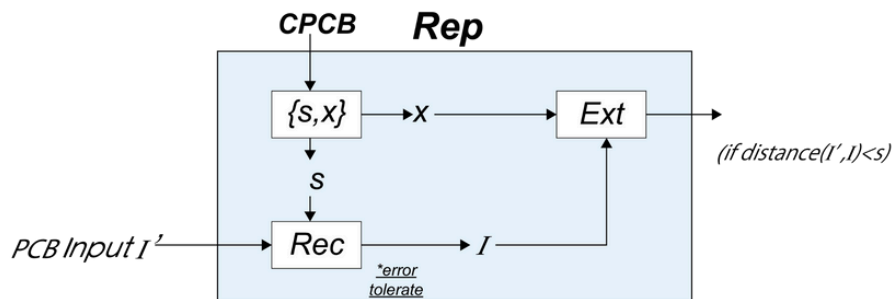 CPCB
Rep
{s,x}
x
Ext
(if distance(I',I)<s)
s
PCB Input I'
Rec
I
*error
tolerate